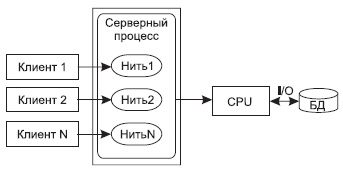 Серверный
процесс
Клиент 1
Нить1
Клиент 2
Нить2
Клиент N
НитьN
CPU
I/O
БД